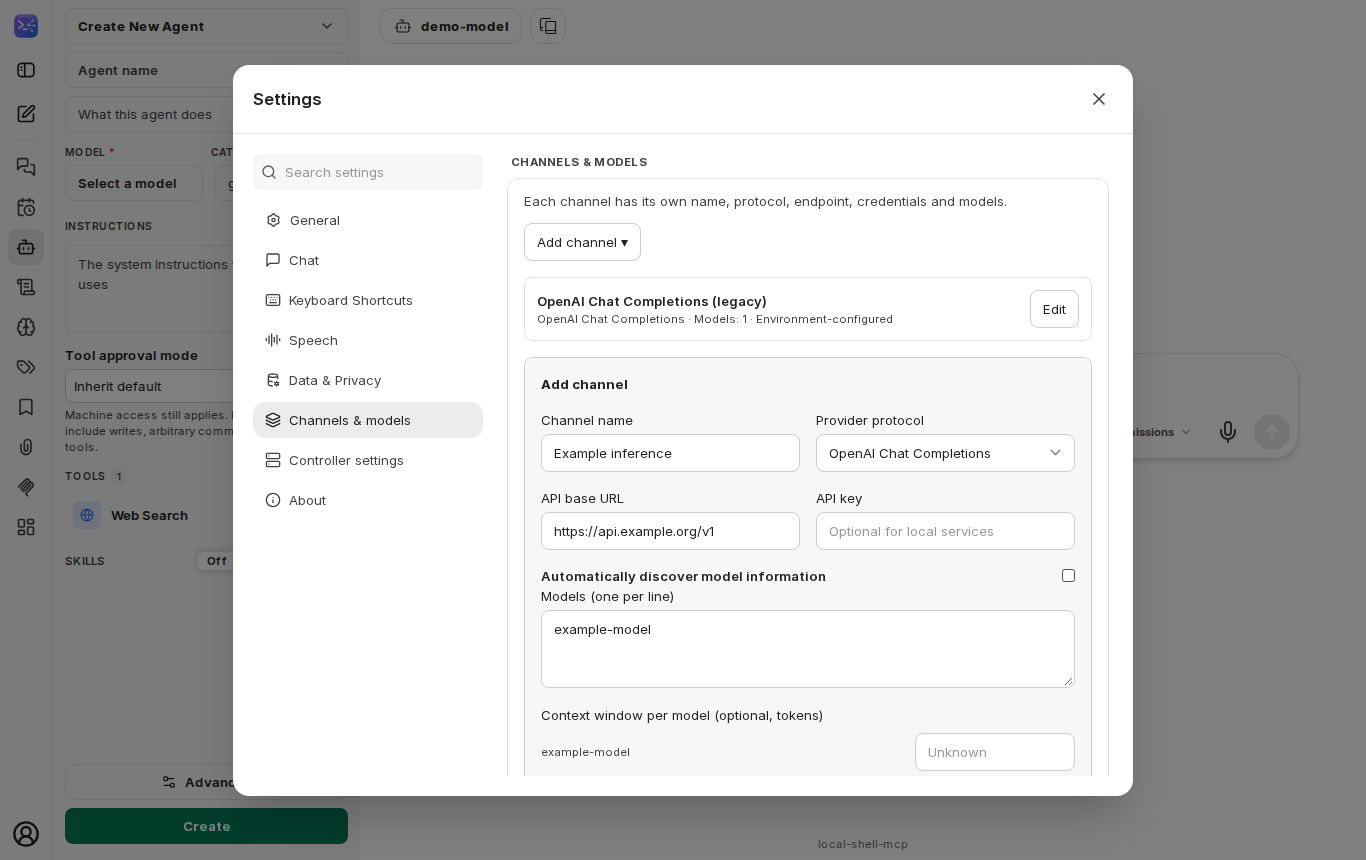 Create New Agent
demo-model
Agent name
What this agent does
MODEL *
Select a model
INSTRUCTIONS
The system instructions
uses
Tool approval mode
Inherit default
Machine access still applies.
include writes, arbitrary
tools.
TOOLS 1
Web Search
SKILLS
Off
Create
Settings
Search settings
General
Chat
Keyboard Shortcuts
Speech
Data & Privacy
Channels & models
Controller settings
About
CHANNELS & MODELS
Each channel has its own name, protocol, endpoint, credentials and models.
Add channel ▾
OpenAI Chat Completions (legacy)
OpenAI Chat Completions · Models: 1 · Environment-configured
Edit
Add channel
Channel name
Provider protocol
Example inference
OpenAI Chat Completions
API base URL
API key
https://api.example.org/v1
Optional for local services
Automatically discover model information
Models (one per line)
example-model
Context window per model (optional, tokens)
example-model
Unknown
local-shell-mcp